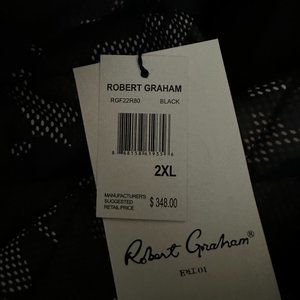 ROBERT GRAHAM
RGF22R80 BLACK
2XL
MANUFACTURER'S
SUGGESTED
RETAIL PRICE
$ 348.00
Robert Graham®